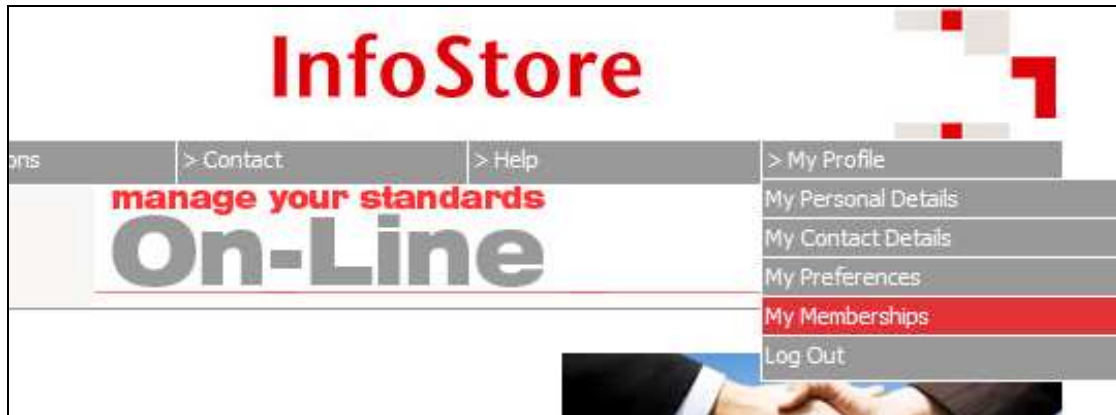 InfoStore
ons > Contact > Help > My Profile
manage your standards
On-Line
My Personal Details
My Contact Details
My Preferences
My Memberships
Log Out